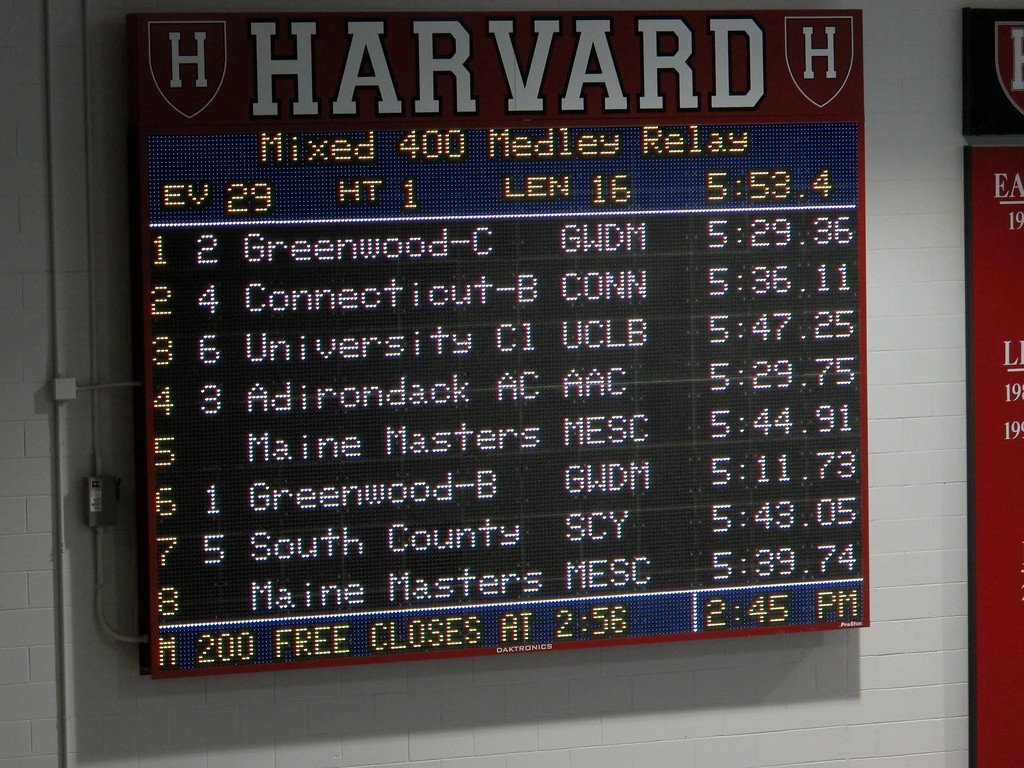 H HARVARD H
Mixed 400 Medley Relay
EV 29 HT 1 LEN 16 5:53.4
1 2 Greenwood-C GWDM 5:29.36
2 4 Connecticut-B CONN 5:36.11
3 6 University Cl UCLB 5:47.25
4 3 Adirondack AC AAC 5:29.75
5 Maine Masters MESC 5:44.91
6 1 Greenwood-B GWDM 5:11.73
7 5 South County SCY 5:43.05
8 Maine Masters MESC 5:39.74
M 200 FREE CLOSES AT 2:56 2:45 PM
DAKTRONICS
ProStar